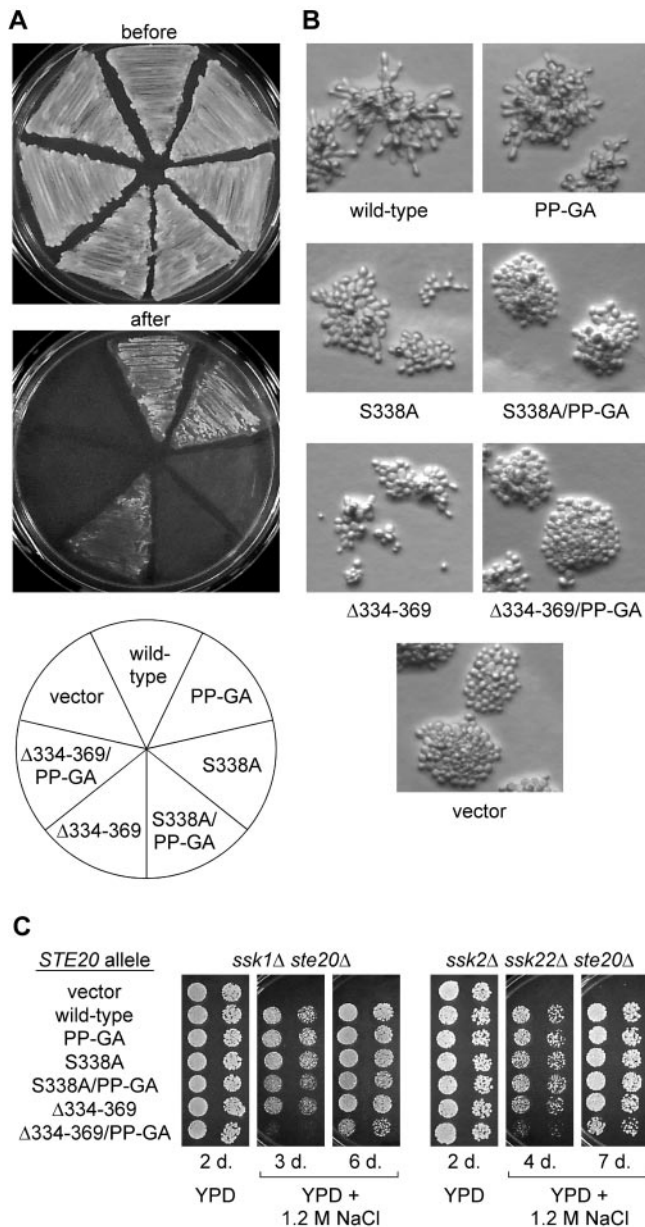 A
before
after
wild-
type
vector
PP-GA
Δ334-369/
PP-GA
S338A
Δ334-369
S338A/
PP-GA
B
wild-type
PP-GA
S338A
S338A/PP-GA
Δ334-369
Δ334-369/PP-GA
vector
C
STE20 allele
ssk1Δ ste20Δ
ssk2Δ ssk22Δ ste20Δ
vector
wild-type
PP-GA
S338A
S338A/PP-GA
Δ334-369
Δ334-369/PP-GA
2 d. 3 d. 6 d. 2 d. 4 d. 7 d.
YPD YPD + YPD YPD +
1.2 M NaCl 1.2 M NaCl